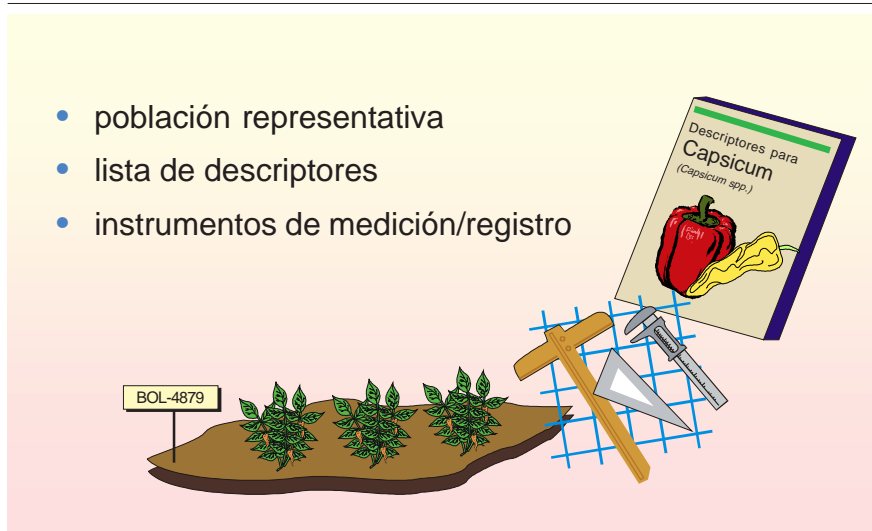 • población representativa
• lista de descriptores
• instrumentos de medición/registro
Descriptores para
Capsicum
(Capsicum spp.)
BOL-4879